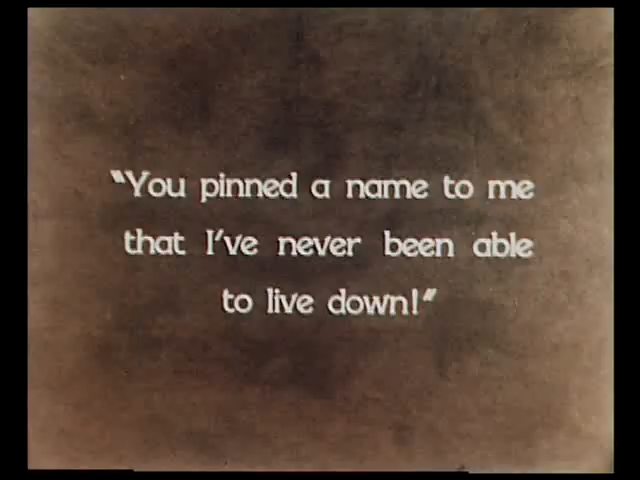 "You pinned a name to me
that I've never been able
to live down!"